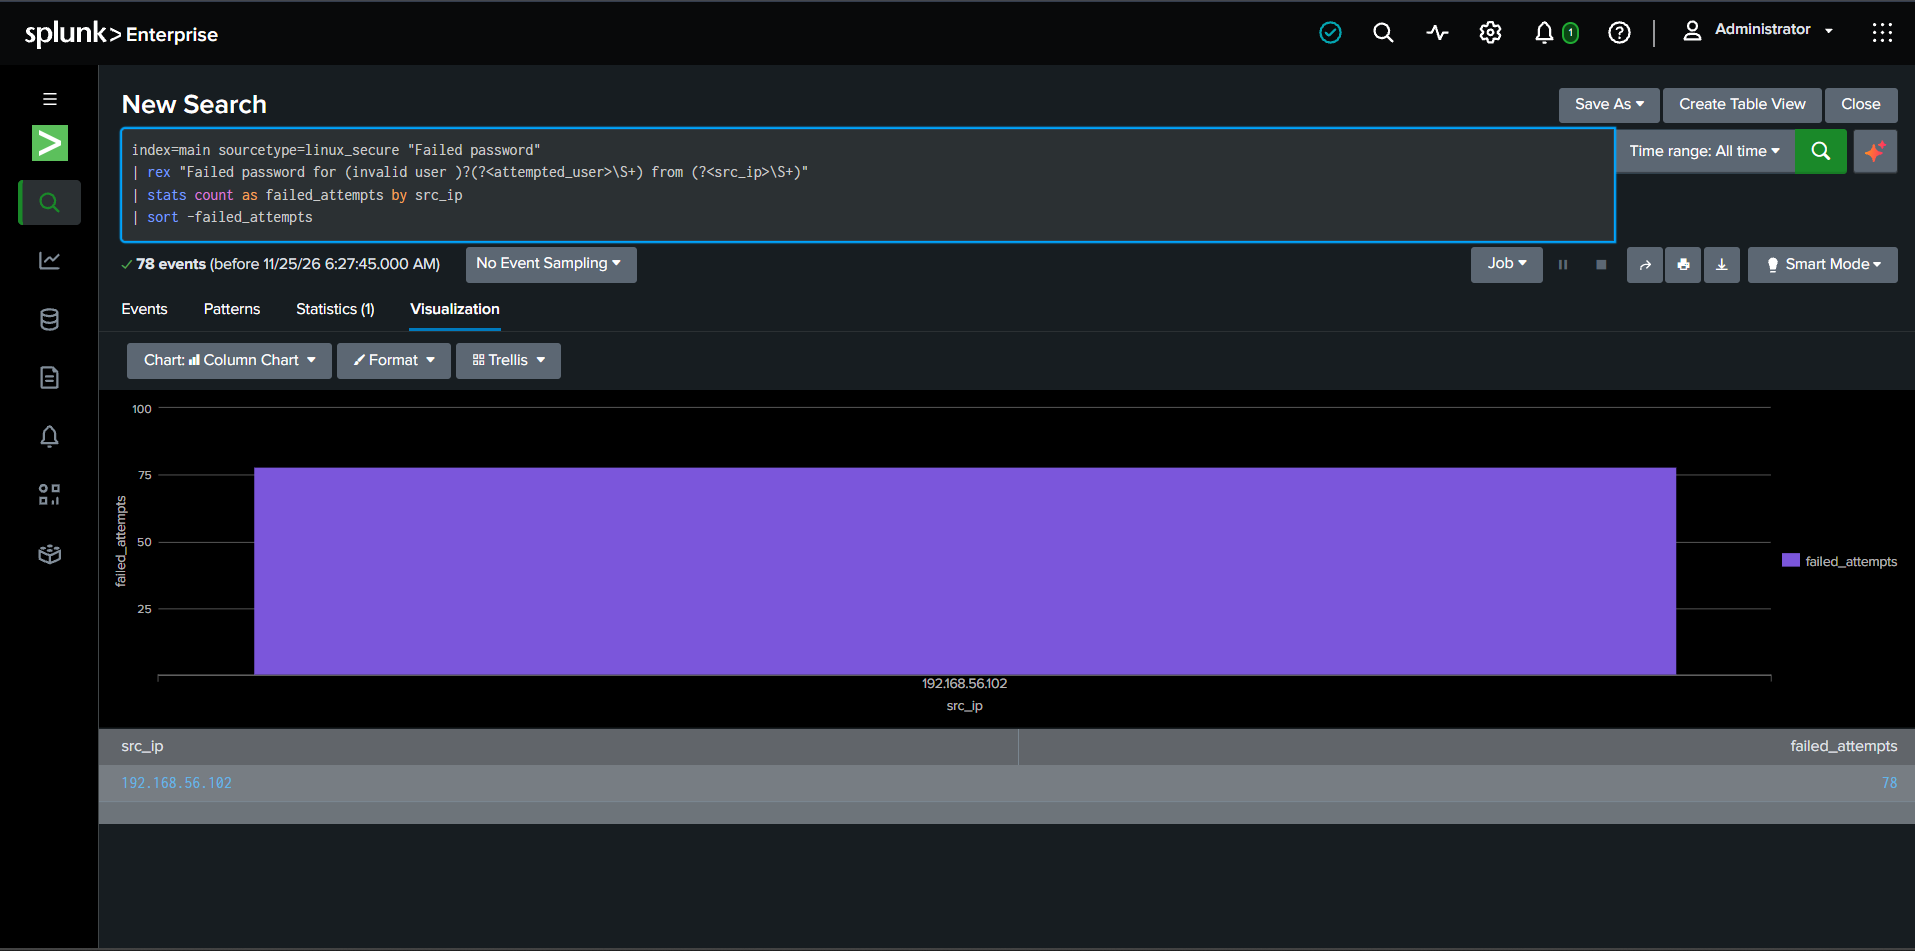 splunk> Enterprise
1
Administrator
New Search
Save As
Create Table View
Close
index=main sourcetype=linux_secure "Failed password"
| rex "Failed password for (invalid user )?(?<attempted_user>\S+) from (?<src_ip>\S+)"
| stats count as failed_attempts by src_ip
| sort -failed_attempts
Time range: All time
78 events (before 11/25/26 6:27:45.000 AM)
No Event Sampling
Job
Smart Mode
Events
Patterns
Statistics (1)
Visualization
Chart: Column Chart
Format
Trellis
100
75
50
25
failed_attempts
192.168.56.102
src_ip
failed_attempts
src_ip
failed_attempts
192.168.56.102
78